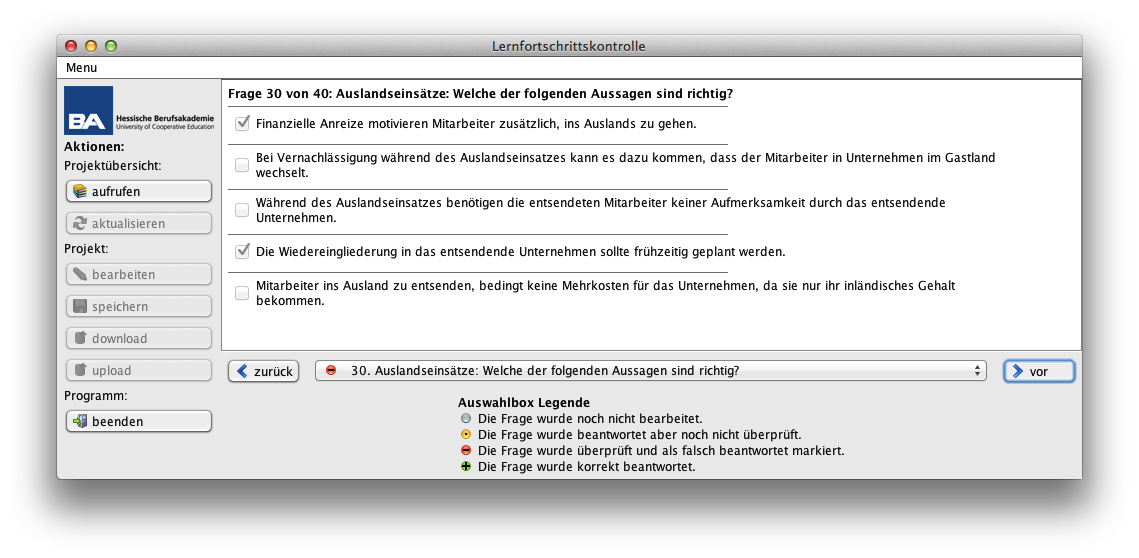 Lernfortschrittskontrolle
Menu
BA
Hessische Berufsakademie
University of Cooperative Education
Aktionen:
Projektübersicht:
aufrufen
aktualisieren
Projekt:
bearbeiten
speichern
download
upload
Programm:
beenden
Frage 30 von 40: Auslandseinsätze: Welche der folgenden Aussagen sind richtig?
Finanzielle Anreize motivieren Mitarbeiter zusätzlich, ins Auslands zu gehen.
Bei Vernachlässigung während des Auslandseinsatzes kann es dazu kommen, dass der Mitarbeiter in Unternehmen im Gastland
wechselt.
Während des Auslandseinsatzes benötigen die entsendeten Mitarbeiter keiner Aufmerksamkeit durch das entsendende
Unternehmen.
Die Wiedereingliederung in das entsendende Unternehmen sollte frühzeitig geplant werden.
Mitarbeiter ins Ausland zu entsenden, bedingt keine Mehrkosten für das Unternehmen, da sie nur ihr inländisches Gehalt
bekommen.
zurück
30. Auslandseinsätze: Welche der folgenden Aussagen sind richtig?
vor
Auswahlbox Legende
Die Frage wurde noch nicht bearbeitet.
Die Frage wurde beantwortet aber noch nicht überprüft.
Die Frage wurde überprüft und als falsch beantwortet markiert.
Die Frage wurde korrekt beantwortet.